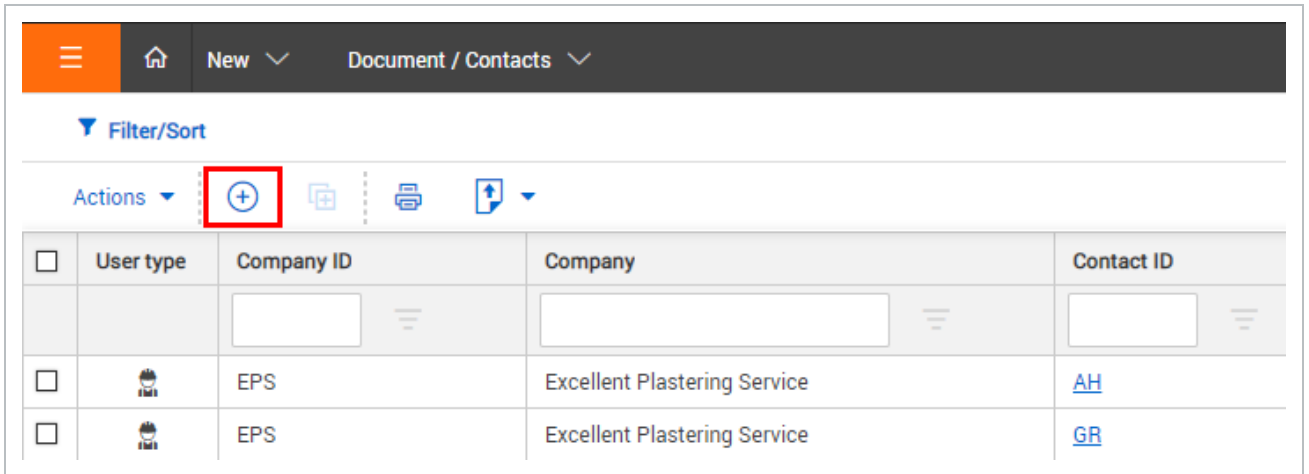 New Document / Contacts
Filter/Sort
Actions
User type Company ID Company Contact ID
EPS Excellent Plastering Service AH
EPS Excellent Plastering Service GR